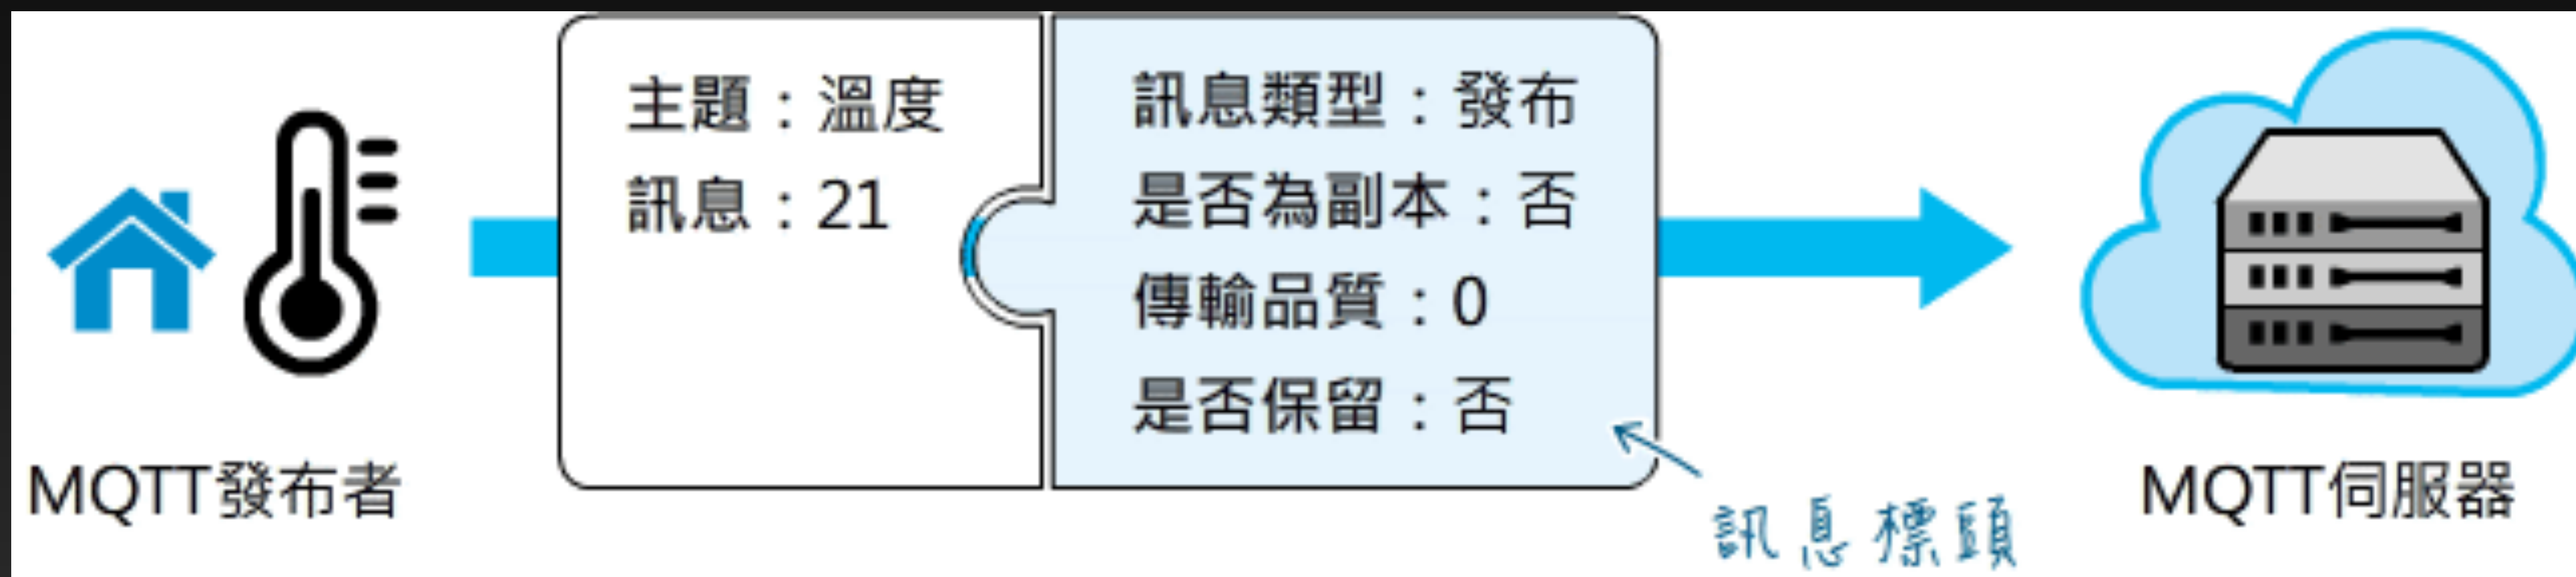 主題：溫度
訊息：21
訊息類型：發布
是否為副本：否
傳輸品質：0
是否保留：否
MQTT發布者
訊息標頭
MQTT伺服器